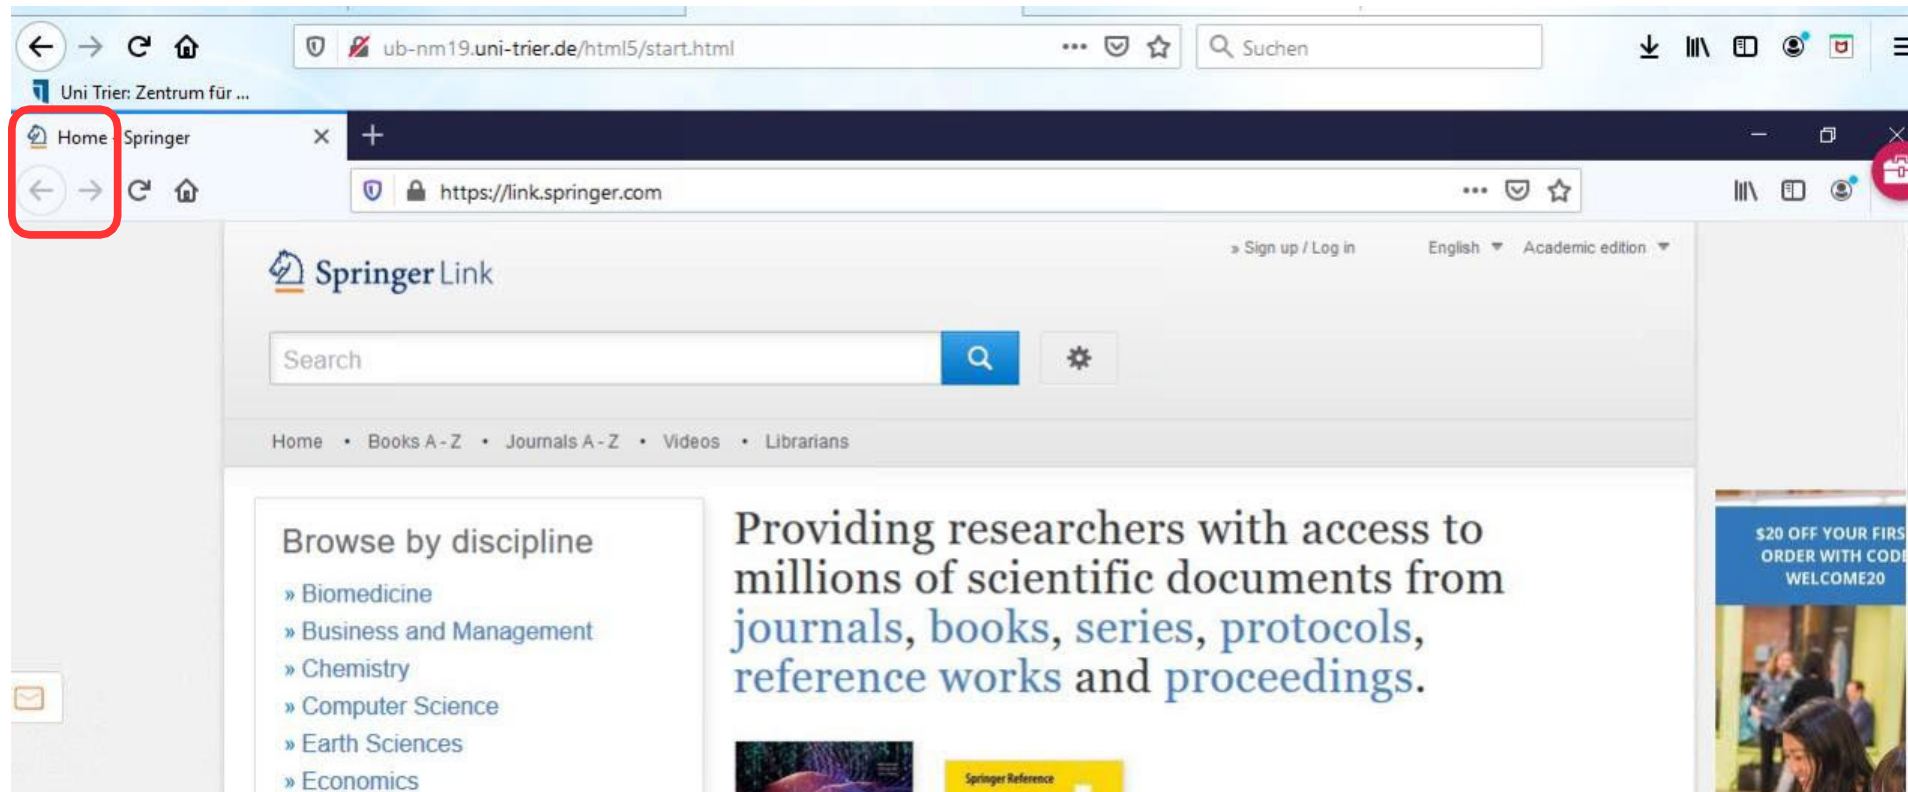 ub-nm19.uni-trier.de/html5/start.html
Suchen
Uni Trier: Zentrum für ...
Home - Springer
https://link.springer.com
» Sign up / Log in English Academic edition
Springer Link
Search
Home • Books A - Z • Journals A - Z • Videos • Librarians
Browse by discipline
» Biomedicine
» Business and Management
» Chemistry
» Computer Science
» Earth Sciences
» Economics
Providing researchers with access to
millions of scientific documents from
journals, books, series, protocols,
reference works and proceedings.
Springer Reference
$20 OFF YOUR FIRS
ORDER WITH CODE
WELCOME20